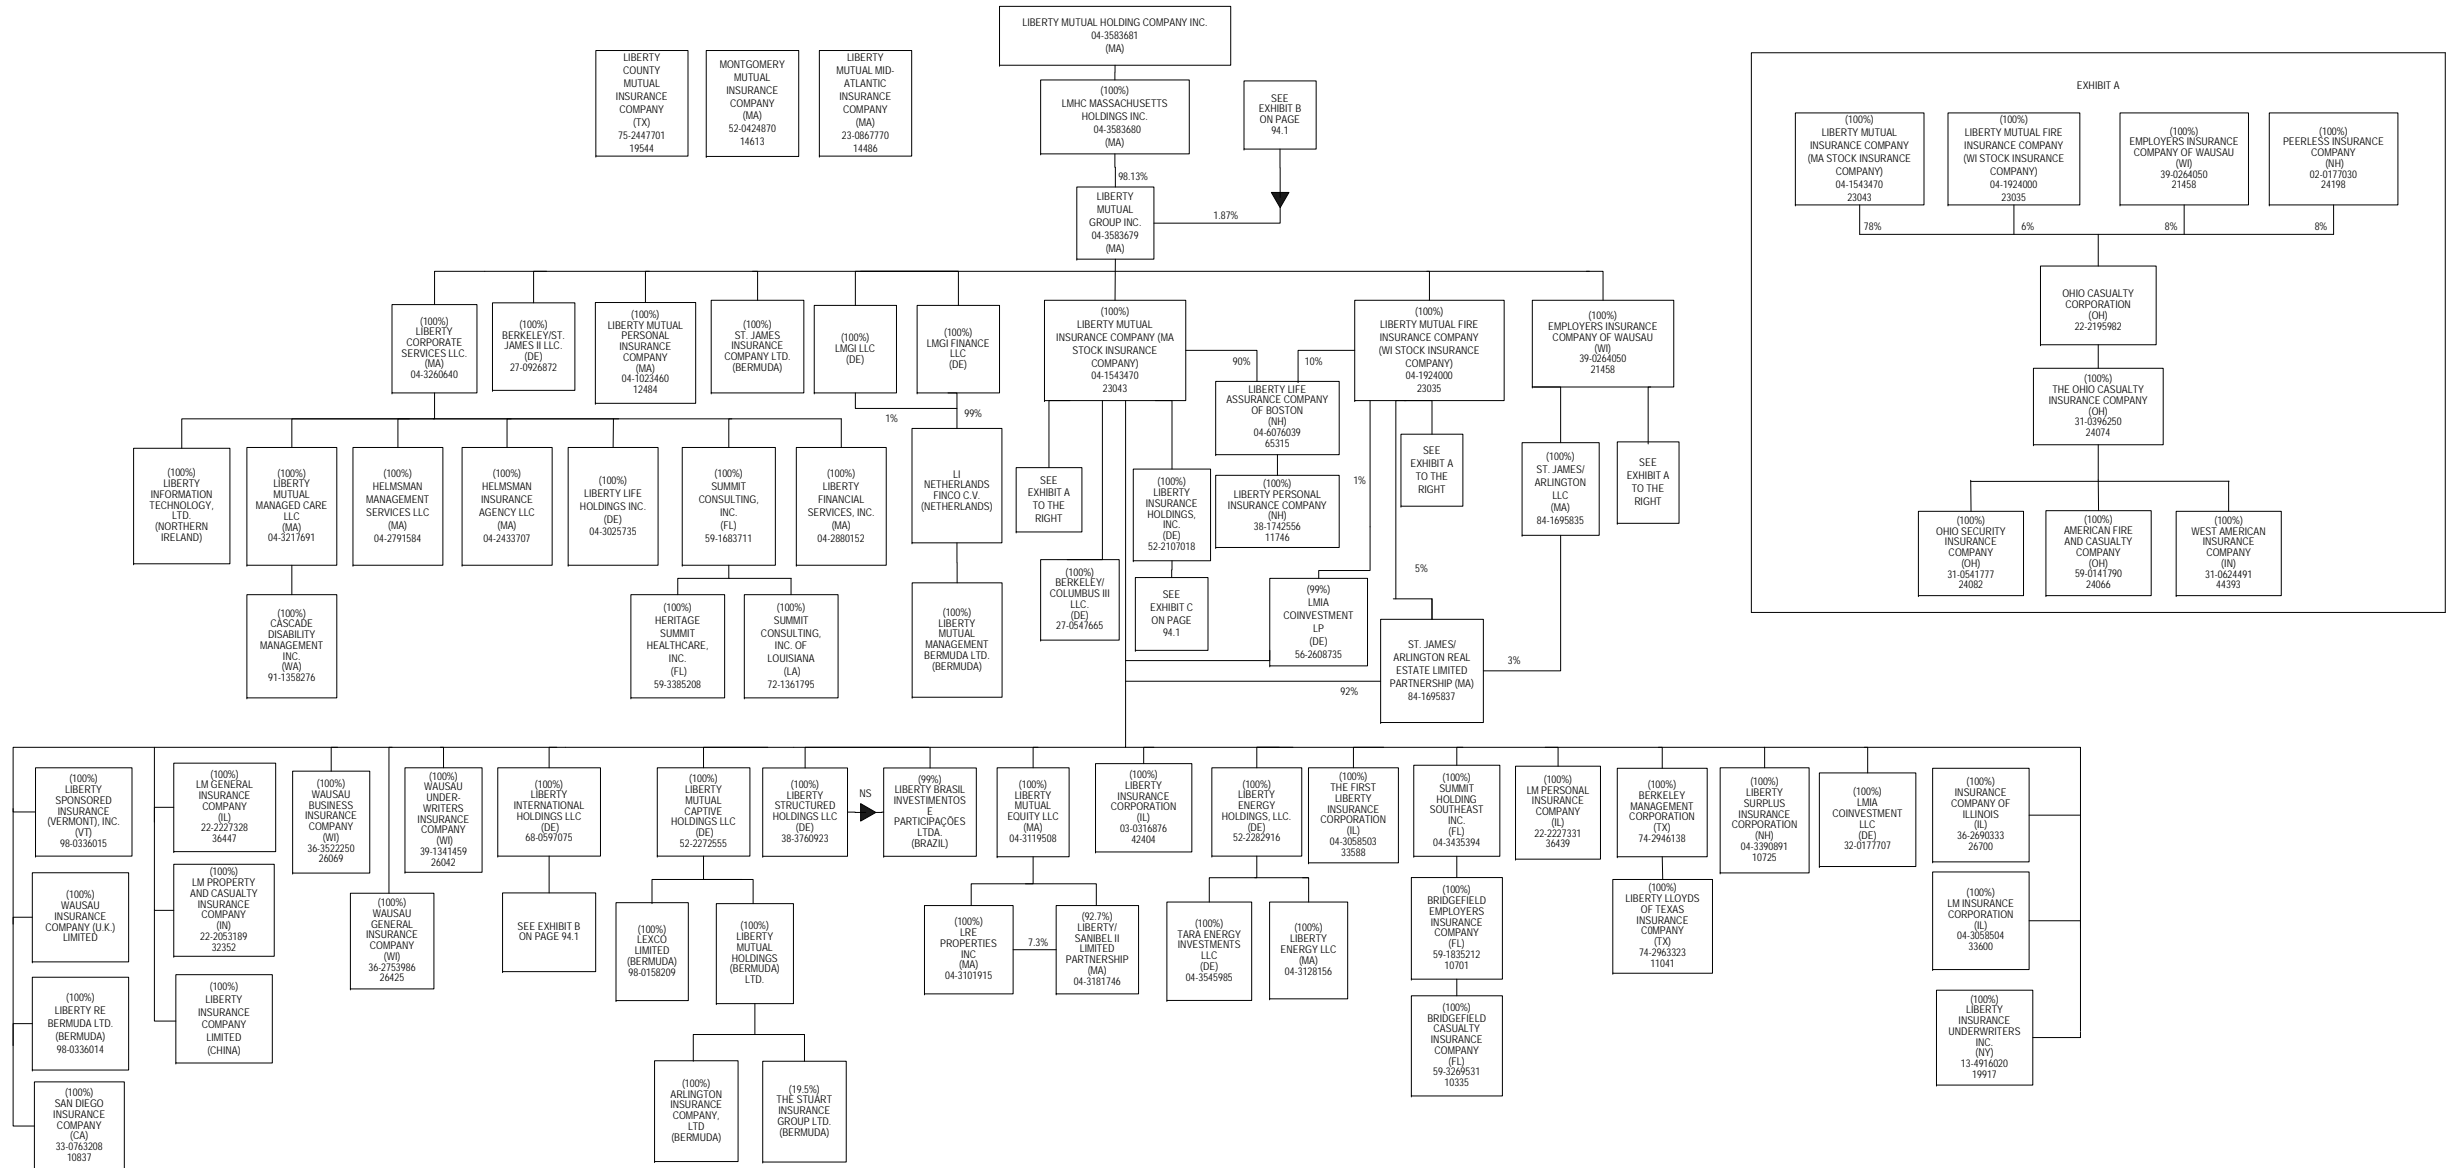 LIBERTY MUTUAL HOLDING COMPANY INC.
04-3583681
(MA)
LIBERTY
COUNTY
MUTUAL
INSURANCE
COMPANY
(TX)
75-2447701
19544
MONTGOMERY
MUTUAL
INSURANCE
COMPANY
(MA)
52-0424870
14613
LIBERTY
MUTUAL MID-
ATLANTIC
INSURANCE
COMPANY
(MA)
23-0867770
14486
(100%)
LMHC MASSACHUSETTS
HOLDINGS INC.
04-3583680
(MA)
SEE
EXHIBIT B
ON PAGE
94.1
98.13%
LIBERTY
MUTUAL
GROUP INC.
04-3583679
(MA)
1.87%
EXHIBIT A
(100%)
LIBERTY MUTUAL
INSURANCE COMPANY
(MA STOCK INSURANCE
COMPANY)
04-1543470
23043
(100%)
LIBERTY MUTUAL FIRE
INSURANCE COMPANY
(WI STOCK INSURANCE
COMPANY)
04-1924000
23035
(100%)
EMPLOYERS INSURANCE
COMPANY OF WAUSAU
(WI)
39-0264050
21458
(100%)
PEERLESS INSURANCE
COMPANY
(NH)
02-0177030
24198
78%
6%
8%
8%
OHIO CASUALTY
CORPORATION
(OH)
22-2195982
(100%)
THE OHIO CASUALTY
INSURANCE COMPANY
(OH)
31-0396250
24074
(100%)
OHIO SECURITY
INSURANCE
COMPANY
(OH)
31-0541777
24082
(100%)
AMERICAN FIRE
AND CASUALTY
COMPANY
(OH)
59-0141790
24066
(100%)
WEST AMERICAN
INSURANCE
COMPANY
(IN)
31-0624491
44393
(100%)
LIBERTY
CORPORATE
SERVICES LLC.
(MA)
04-3260640
(100%)
BERKELEY/ST.
JAMES II LLC.
(DE)
27-0926872
(100%)
LIBERTY MUTUAL
PERSONAL
INSURANCE
COMPANY
(MA)
04-1023460
12484
(100%)
ST. JAMES
INSURANCE
COMPANY LTD.
(BERMUDA)
(100%)
LMGI LLC
(DE)
(100%)
LMGI FINANCE
LLC
(DE)
(100%)
LIBERTY MUTUAL
INSURANCE COMPANY (MA
STOCK INSURANCE
COMPANY)
04-1543470
23043
(100%)
LIBERTY MUTUAL FIRE
INSURANCE COMPANY
(WI STOCK INSURANCE
COMPANY)
04-1924000
23035
(100%)
EMPLOYERS INSURANCE
COMPANY OF WAUSAU
(WI)
39-0264050
21458
90%
10%
1%
99%
LIBERTY LIFE
ASSURANCE COMPANY
OF BOSTON
(NH)
04-6076039
65315
(100%)
LIBERTY
INFORMATION
TECHNOLOGY,
LTD.
(NORTHERN
IRELAND)
(100%)
LIBERTY
MUTUAL
MANAGED CARE
LLC
(MA)
04-3217691
(100%)
HELMSMAN
MANAGEMENT
SERVICES LLC
(MA)
04-2791584
(100%)
HELMSMAN
INSURANCE
AGENCY LLC
(MA)
04-2433707
(100%)
LIBERTY LIFE
HOLDINGS INC.
(DE)
04-3025735
(100%)
SUMMIT
CONSULTING,
INC.
(FL)
59-1683711
(100%)
LIBERTY
FINANCIAL
SERVICES, INC.
(MA)
04-2880152
LI
NETHERLANDS
FINCO C.V.
(NETHERLANDS)
SEE
EXHIBIT A
TO THE
RIGHT
(100%)
LIBERTY
INSURANCE
HOLDINGS,
INC.
(DE)
52-2107018
(100%)
LIBERTY PERSONAL
INSURANCE COMPANY
(NH)
38-1742556
11746
1%
SEE
EXHIBIT A
TO THE
RIGHT
(100%)
ST. JAMES/
ARLINGTON
LLC
(MA)
84-1695835
SEE
EXHIBIT A
TO THE
RIGHT
5%
(100%)
CASCADE
DISABILITY
MANAGEMENT
INC.
(WA)
91-1358276
(100%)
HERITAGE
SUMMIT
HEALTHCARE,
INC.
(FL)
59-3385208
(100%)
SUMMIT
CONSULTING,
INC. OF
LOUISIANA
(LA)
72-1361795
(100%)
LIBERTY
MUTUAL
MANAGEMENT
BERMUDA LTD.
(BERMUDA)
(100%)
BERKELEY/
COLUMBUS III
LLC.
(DE)
27-0547665
SEE
EXHIBIT C
ON PAGE
94.1
(99%)
LMIA
COINVESTMENT
LP
(DE)
56-2608735
ST. JAMES/
ARLINGTON REAL
ESTATE LIMITED
PARTNERSHIP (MA)
84-1695837
3%
92%
(100%)
LIBERTY
SPONSORED
INSURANCE
(VERMONT), INC.
(VT)
98-0336015
(100%)
LM GENERAL
INSURANCE
COMPANY
(IL)
22-2227328
36447
(100%)
WAUSAU
BUSINESS
INSURANCE
COMPANY
(WI)
36-3522250
26069
(100%)
WAUSAU
UNDER-
WRITERS
INSURANCE
COMPANY
(WI)
39-1341459
26042
(100%)
LIBERTY
INTERNATIONAL
HOLDINGS LLC
(DE)
68-0597075
(100%)
LIBERTY
MUTUAL
CAPTIVE
HOLDINGS LLC
(DE)
52-2272555
(100%)
LIBERTY
STRUCTURED
HOLDINGS LLC
(DE)
38-3760923
NS
(99%)
LIBERTY BRASIL
INVESTIMENTOS
E
PARTICIPAÇÕES
LTDA.
(BRAZIL)
(100%)
LIBERTY
MUTUAL
EQUITY LLC
(MA)
04-3119508
(100%)
LIBERTY
INSURANCE
CORPORATION
(IL)
03-0316876
42404
(100%)
LIBERTY
ENERGY
HOLDINGS, LLC.
(DE)
52-2282916
(100%)
THE FIRST
LIBERTY
INSURANCE
CORPORATION
(IL)
04-3058503
33588
(100%)
SUMMIT
HOLDING
SOUTHEAST
INC.
(FL)
04-3435394
(100%)
LM PERSONAL
INSURANCE
COMPANY
(IL)
22-2227331
36439
(100%)
BERKELEY
MANAGEMENT
CORPORATION
(TX)
74-2946138
(100%)
LIBERTY
SURPLUS
INSURANCE
CORPORATION
(NH)
04-3390891
10725
(100%)
LMIA
COINVESTMENT
LLC
(DE)
32-0177707
(100%)
INSURANCE
COMPANY OF
ILLINOIS
(IL)
36-2690333
26700
(100%)
WAUSAU
INSURANCE
COMPANY (U.K.)
LIMITED
(100%)
LM PROPERTY
AND CASUALTY
INSURANCE
COMPANY
(IN)
22-2053189
32352
(100%)
WAUSAU
GENERAL
INSURANCE
COMPANY
(WI)
36-2753986
26425
SEE EXHIBIT B
ON PAGE 94.1
(100%)
LEXCO
LIMITED
(BERMUDA)
98-0158209
(100%)
LIBERTY
MUTUAL
HOLDINGS
(BERMUDA)
LTD.
(100%)
LRE
PROPERTIES
INC
(MA)
04-3101915
7.3%
(92.7%)
LIBERTY/
SANIBEL II
LIMITED
PARTNERSHIP
(MA)
04-3181746
(100%)
TARA ENERGY
INVESTMENTS
LLC
(DE)
04-3545985
(100%)
LIBERTY
ENERGY LLC
(MA)
04-3128156
(100%)
BRIDGEFIELD
EMPLOYERS
INSURANCE
COMPANY
(FL)
59-1835212
10701
(100%)
LIBERTY LLOYDS
OF TEXAS
INSURANCE
COMPANY
(TX)
74-2963323
11041
(100%)
LM INSURANCE
CORPORATION
(IL)
04-3058504
33600
(100%)
LIBERTY RE
BERMUDA LTD.
(BERMUDA)
98-0336014
(100%)
LIBERTY
INSURANCE
COMPANY
LIMITED
(CHINA)
(100%)
BRIDGEFIELD
CASUALTY
INSURANCE
COMPANY
(FL)
59-3269531
10335
(100%)
LIBERTY
INSURANCE
UNDERWRITERS
INC.
(NY)
13-4916020
19917
(100%)
SAN DIEGO
INSURANCE
COMPANY
(CA)
33-0763208
10837
(100%)
ARLINGTON
INSURANCE
COMPANY,
LTD
(BERMUDA)
(19.5%)
THE STUART
INSURANCE
GROUP LTD.
(BERMUDA)